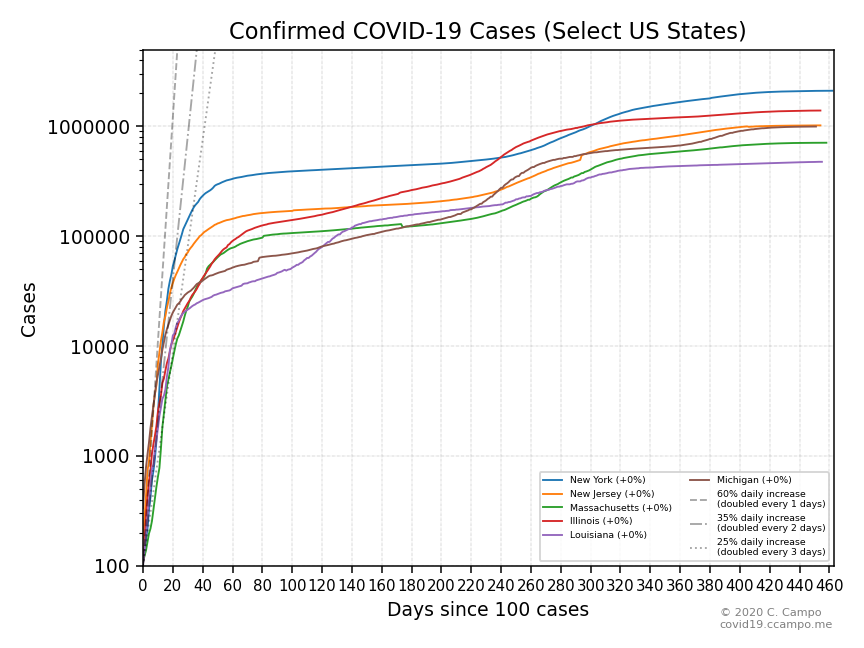 Confirmed COVID-19 Cases (Select US States)
1000000
100000
10000
1000
100
Cases
0 20 40 60 80 100 120 140 160 180 200 220 240 260 280 300 320 340 360 380 400 420 440 460
Days since 100 cases
New York (+0%)
New Jersey (+0%)
Massachusetts (+0%)
Illinois (+0%)
Louisiana (+0%)
Michigan (+0%)
60% daily increase
(doubled every 1 days)
35% daily increase
(doubled every 2 days)
25% daily increase
(doubled every 3 days)
© 2020 C. Campo
covid19.ccampo.me